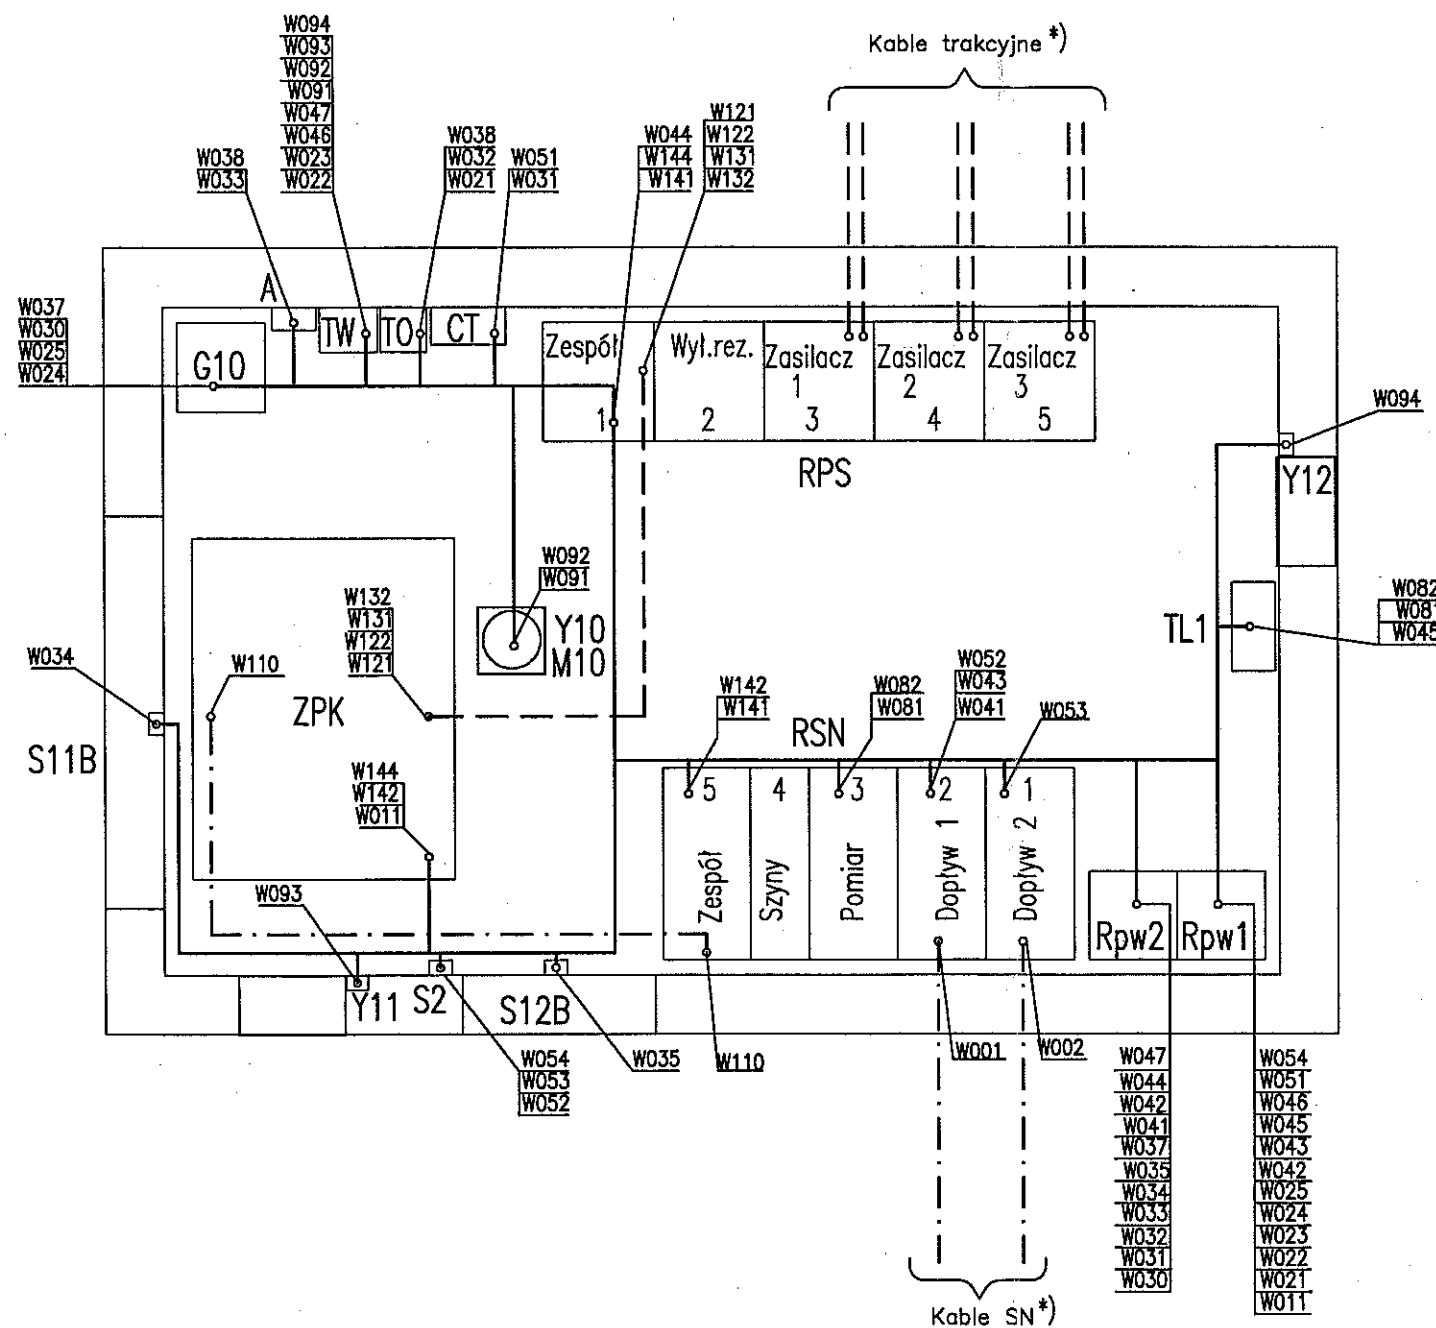 W094
W093
W092
W091
W047
W046
W023
W022
Kable trakcyjne *)
W038
W033
W038
W032
W021
W051
W031
W044
W144
W141
W121
W122
W131
W132
W037
W030
W025
W024
A
G10
TW
TO
CT
Zespół
1
Wył.rez.
2
Zasilacz
1
3
Zasilacz
2
4
Zasilacz
3
5
RPS
W094
Y12
W092
W091
Y10
M10
W132
W131
W122
W121
W110
ZPK
W034
S11B
W144
W142
W011
W093
TL1
W082
W081
W045
W142
W141
W082
W081
W052
W043
W041
W053
RSN
5
4
3
2
1
Zespół
Szyny
Pomiar
Dopływ 1
Dopływ 2
Rpw2
Rpw1
Y11
S2
S12B
W054
W053
W052
W035
W110
W001
W002
W047
W044
W042
W041
W037
W035
W034
W033
W032
W031
W030
W054
W051
W046
W045
W043
W042
W025
W024
W023
W022
W021
W011
Kable SN *)